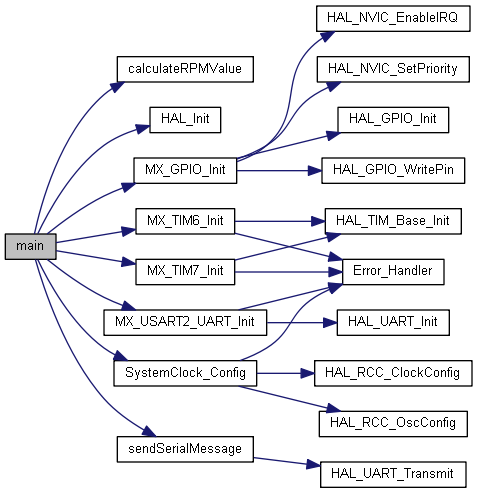 main
calculateRPMValue
HAL_Init
MX_GPIO_Init
MX_TIM6_Init
MX_TIM7_Init
MX_USART2_UART_Init
SystemClock_Config
sendSerialMessage
HAL_NVIC_EnableIRQ
HAL_NVIC_SetPriority
HAL_GPIO_Init
HAL_GPIO_WritePin
HAL_TIM_Base_Init
Error_Handler
HAL_UART_Init
HAL_RCC_ClockConfig
HAL_RCC_OscConfig
HAL_UART_Transmit